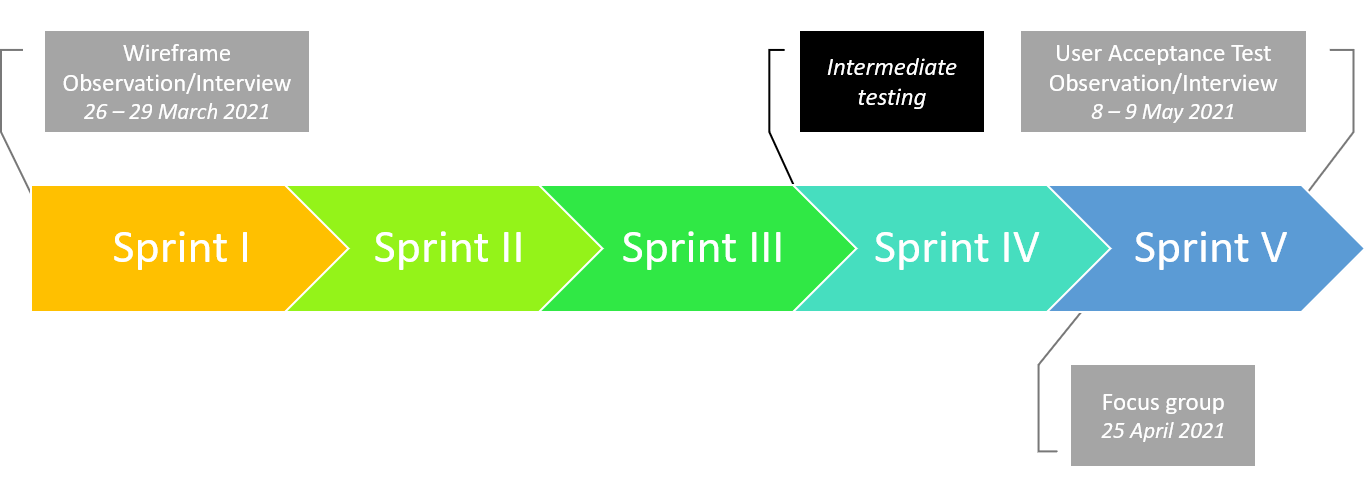 Wireframe
Observation/Interview
26 – 29 March 2021
Intermediate
testing
User Acceptance Test
Observation/Interview
8 – 9 May 2021
Sprint I
Sprint II
Sprint III
Sprint IV
Sprint V
Focus group
25 April 2021